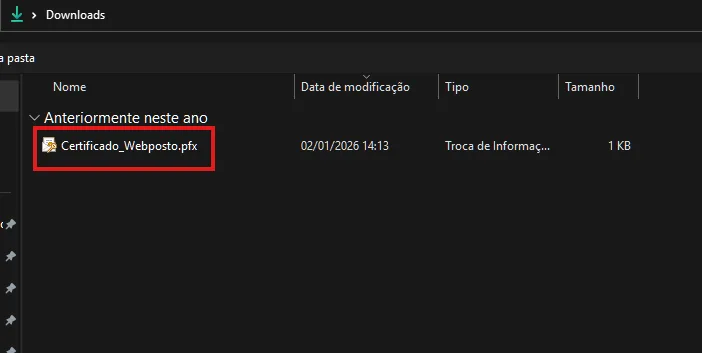 Downloads
a pasta
Nome Data de modificação Tipo Tamanho
Anteriormente neste ano
Certificado_Webposto.pfx 02/01/2026 14:13 Troca de Informaç... 1 KB